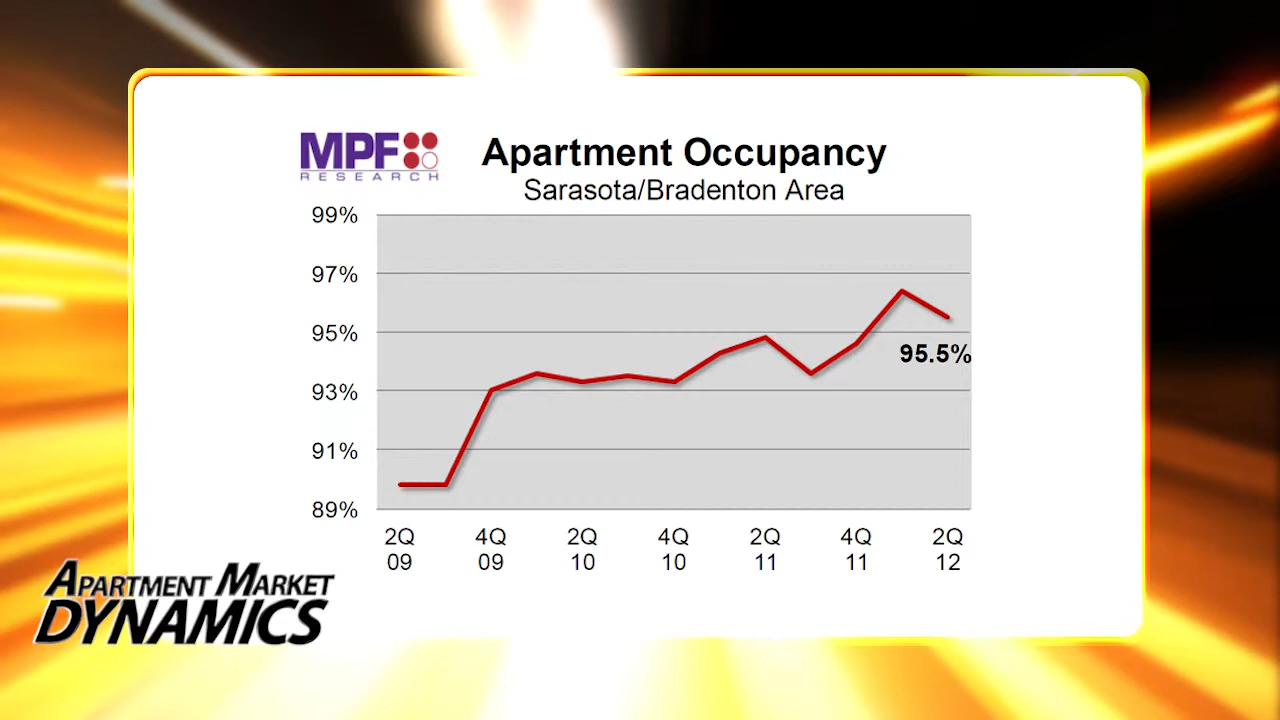 MPF
RESEARCH
Apartment Occupancy
Sarasota/Bradenton Area
99%
97%
95%
93%
91%
89%
95.5%
2Q 4Q 2Q 4Q 2Q 4Q 2Q
09 09 10 10 11 11 12
APARTMENT MARKET
DYNAMICS